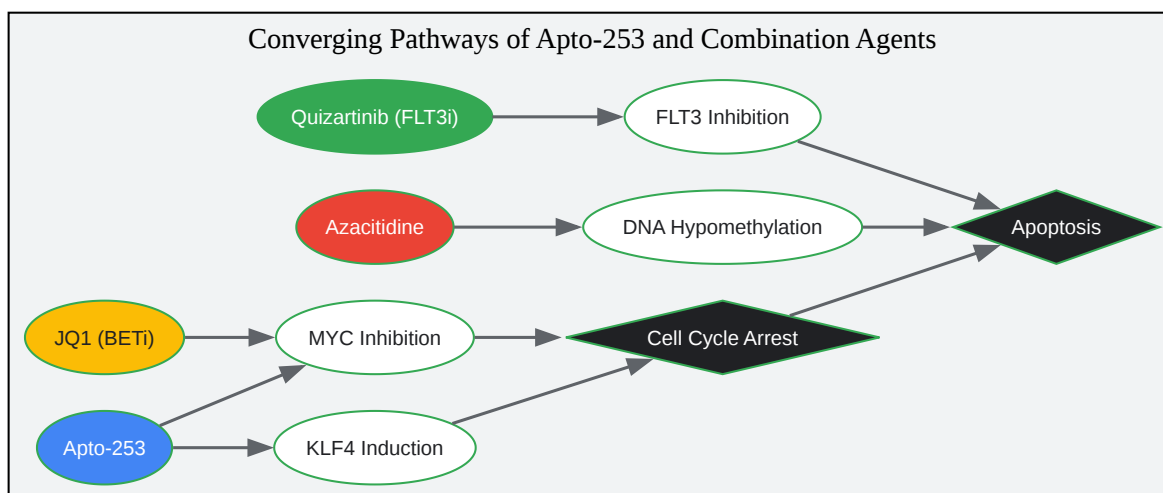 Converging Pathways of Apto-253 and Combination Agents
Quizartinib (FLT3i)
FLT3 Inhibition
Azacitidine
DNA Hypomethylation
Apoptosis
JQ1 (BETi)
MYC Inhibition
Cell Cycle Arrest
Apto-253
KLF4 Induction